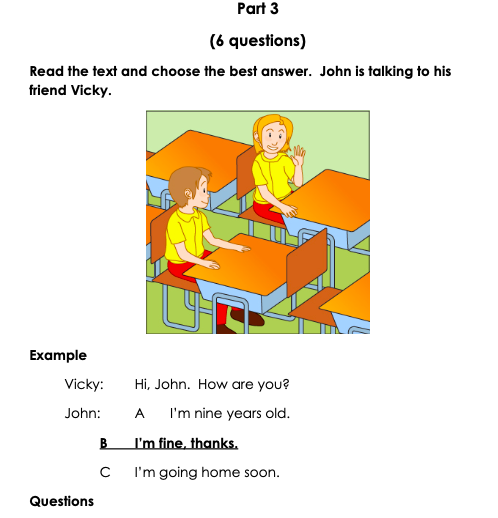 Part 3
(6 questions)
Read the text and choose the best answer.  John is talking to his
friend Vicky.
Example
Vicky: Hi, John.  How are you?
John: A I'm nine years old.
B I'm fine, thanks.
C I'm going home soon.
Questions